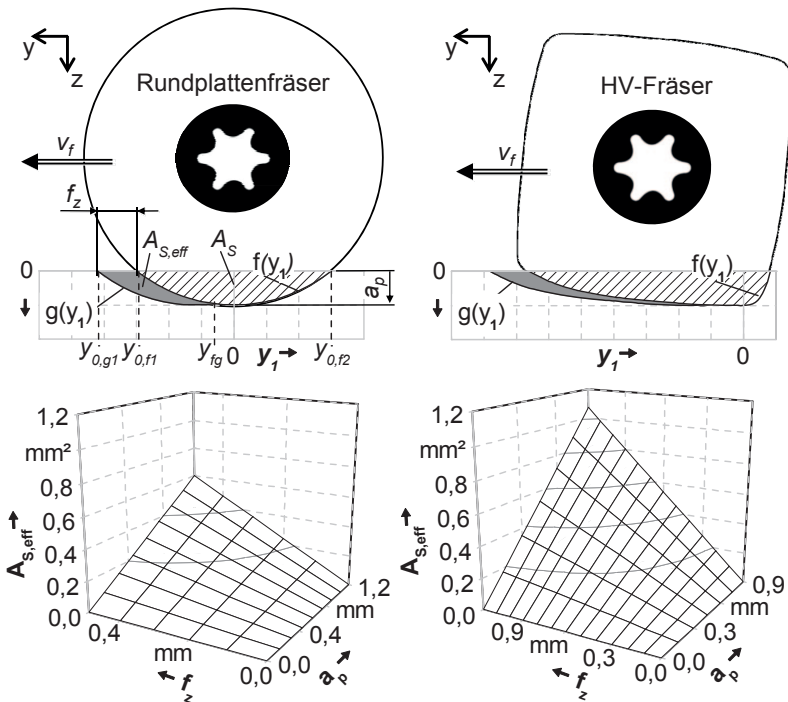 y
z
Rundplattenfräser
v_f
f_z
A_S,eff
A_S
f(y_1)
0
a_p
g(y_1)
y_0,g1
y_0,f1
y_fg
0
y_1
y_0,f2
y
z
HV-Fräser
v_f
0
f(y_1)
g(y_1)
y_1
0
1,2
mm²
0,8
0,6
0,4
0,2
0,0
A_S,eff
0,4
mm
0,0
f_z
0,0
0,4
mm
1,2
a_p
1,2
mm²
0,8
0,6
0,4
0,2
0,0
A_S,eff
0,9
mm
0,3
0,0
f_z
0,0
0,3
mm
0,9
a_p